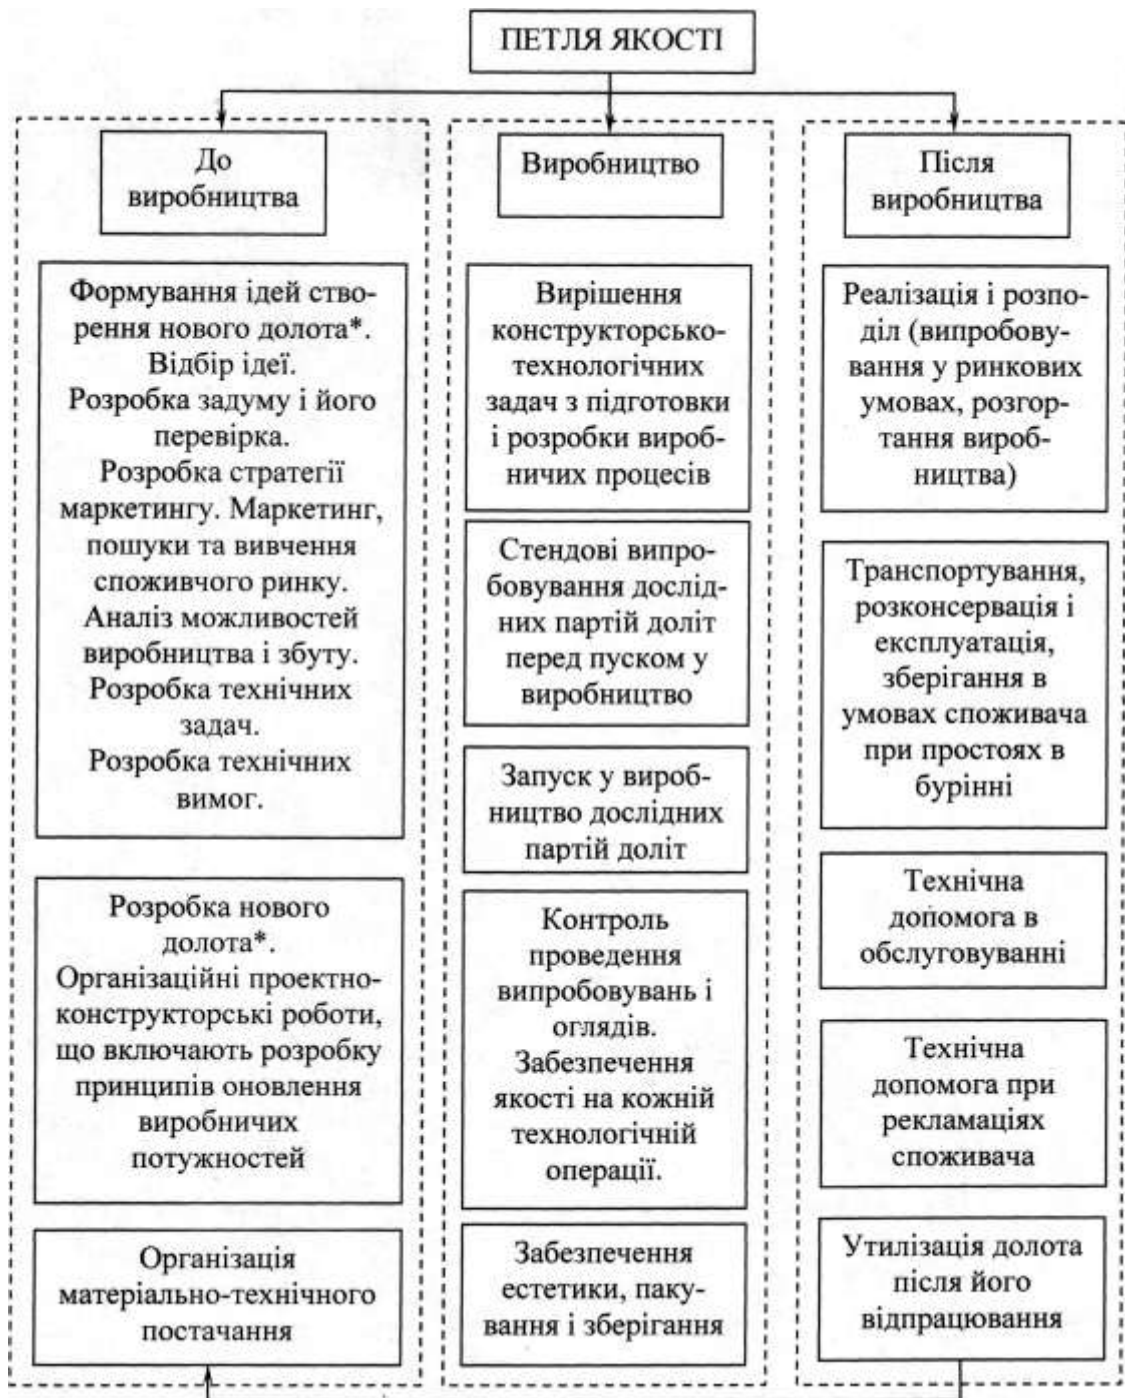 ПЕТЛЯ ЯКОСТІ
До
виробництва
Формування ідей ство-
рення нового долота*.
Відбір ідеї.
Розробка задуму і його
перевірка.
Розробка стратегії
маркетингу. Маркетинг,
пошуки та вивчення
споживчого ринку.
Аналіз можливостей
виробництва і збуту.
Розробка технічних
задач.
Розробка технічних
вимог.
Розробка нового
долота*.
Організаційні проектно-
конструкторські роботи,
що включають розробку
принципів оновлення
виробничих
потужностей
Організація
матеріально-технічного
постачання
Виробництво
Вирішення
конструкторсько-
технологічних
задач з підготовки
і розробки вироб-
ничих процесів
Стендові випро-
бовування дослід-
них партій доліт
перед пуском у
виробництво
Запуск у вироб-
ництво дослідних
партій доліт
Контроль
проведення
випробовувань і
оглядів.
Забезпечення
якості на кожній
технологічній
операції.
Забезпечення
естетики, паку-
вання і зберігання
Після
виробництва
Реалізація і розпо-
діл (випробову-
вання у ринкових
умовах, розгор-
тання вироб-
ництва)
Транспортування,
розконсервація і
експлуатація,
зберігання в
умовах споживача
при простоях в
бурінні
Технічна
допомога в
обслуговуванні
Технічна
допомога при
рекламаціях
споживача
Утилізація долота
після його
відпрацювання